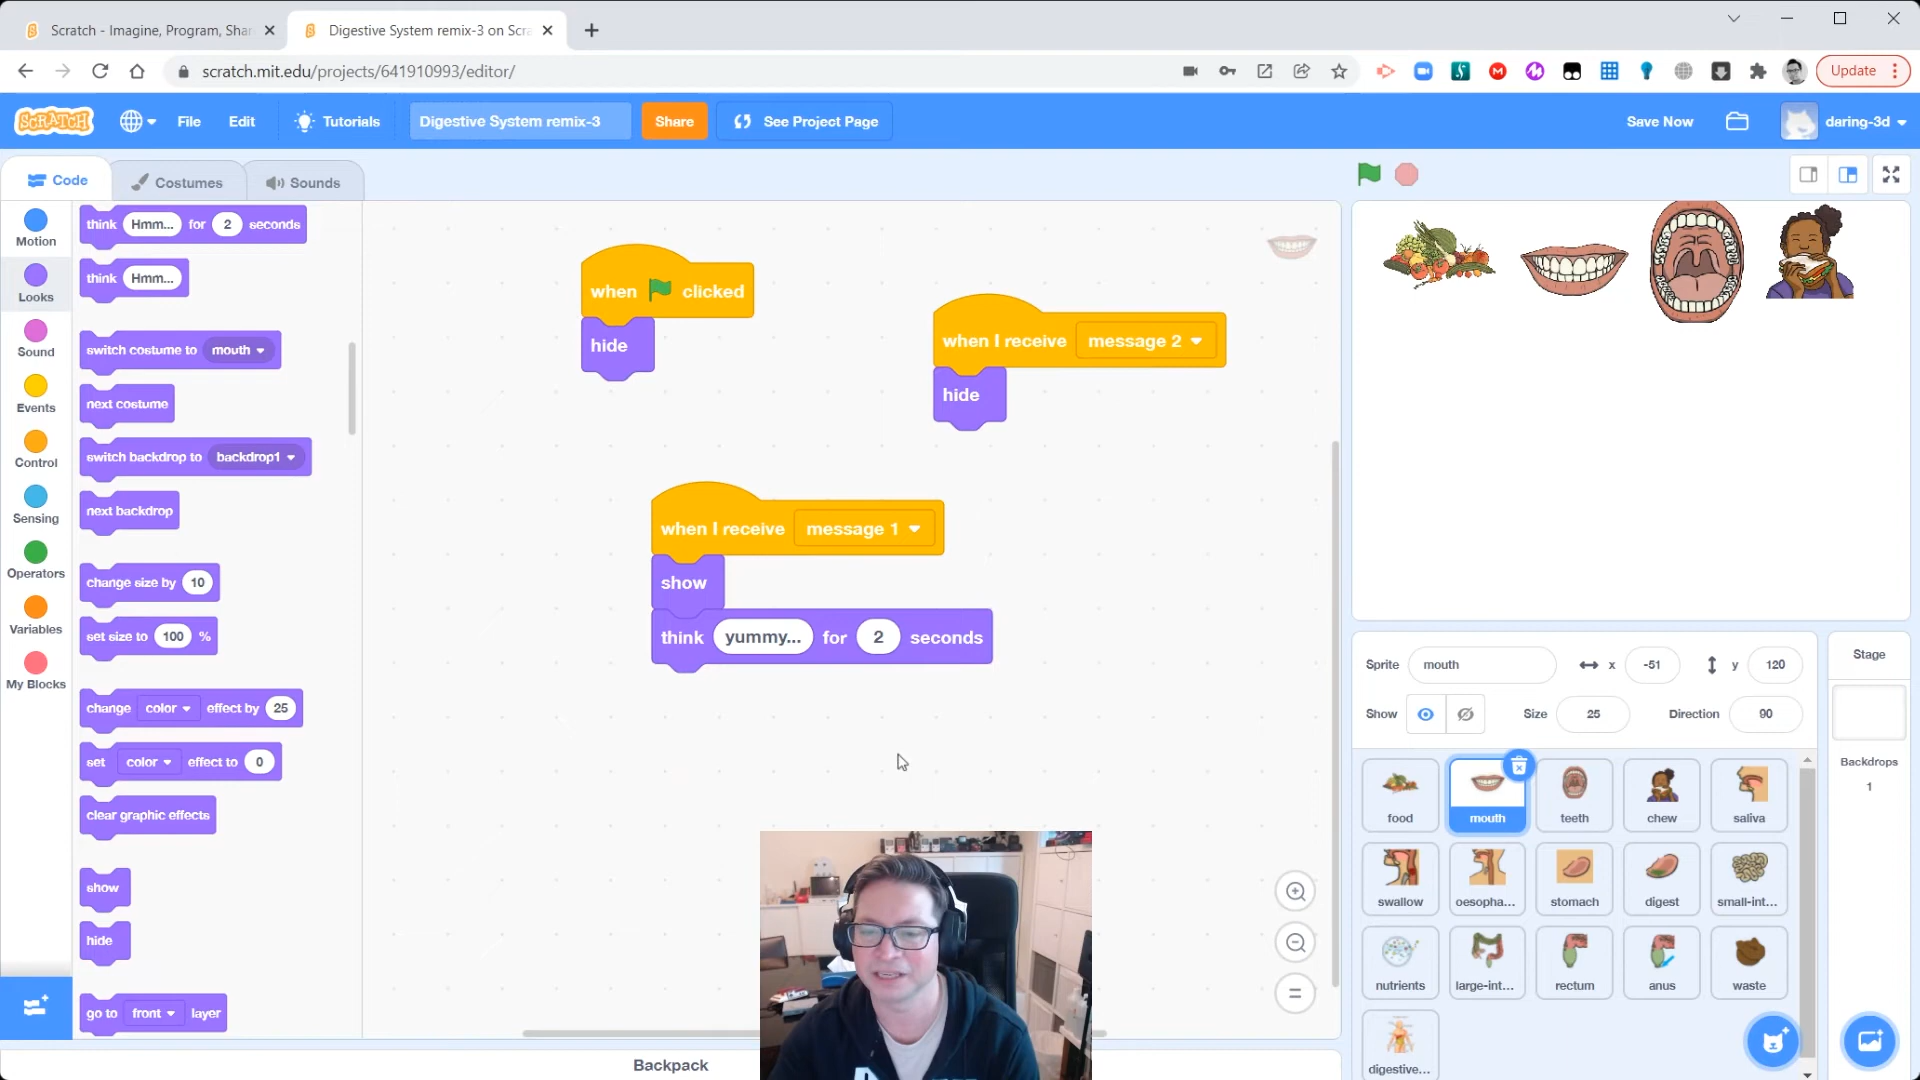 Scratch - Imagine, Program, Shar
Digestive System remix-3 on Scra
scratch.mit.edu/projects/641910993/editor/
Update
SCRATCH
File
Edit
Tutorials
Digestive System remix-3
Share
See Project Page
Save Now
daring-3d
Code
Costumes
Sounds
Motion
Looks
Sound
Events
Control
Sensing
Operators
Variables
My Blocks
think Hmm... for 2 seconds
think Hmm...
switch costume to mouth
next costume
switch backdrop to backdrop1
next backdrop
change size by 10
set size to 100 %
change color effect by 25
set color effect to 0
clear graphic effects
show
hide
go to front layer
when clicked
hide
when I receive message 2
hide
when I receive message 1
show
think yummy... for 2 seconds
Backpack
Sprite mouth x -51 y 120
Show Size 25 Direction 90
food mouth teeth chew saliva
swallow oesopha... stomach digest small-int...
nutrients large-int... rectum anus waste
digestive...
Stage
Backdrops
1